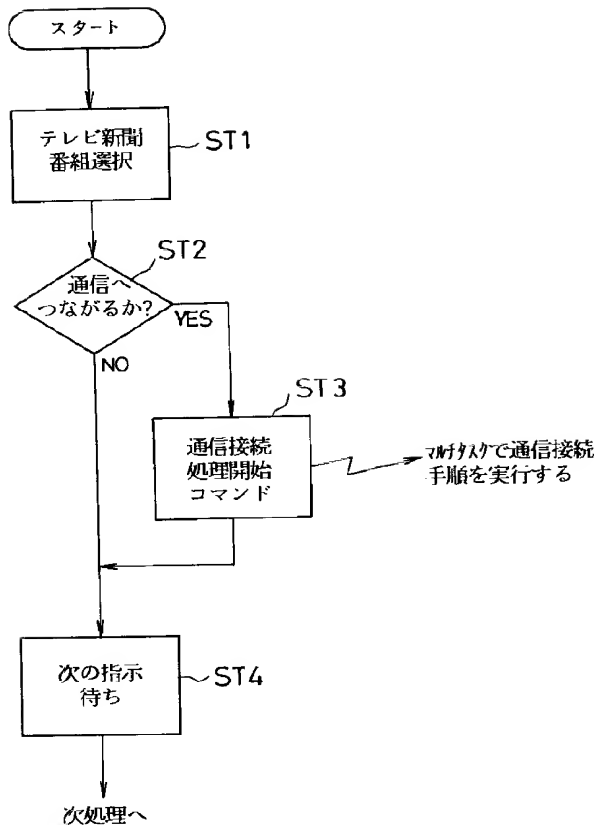 スタート
テレビ新聞
番組選択
ST1
ST2
通信へ
つながるか?
YES
NO
ST3
通信接続
処理開始
コマンド
ﾏﾙﾁﾀｽｸで通信接続
手順を実行する
次の指示
待ち
ST4
次処理へ